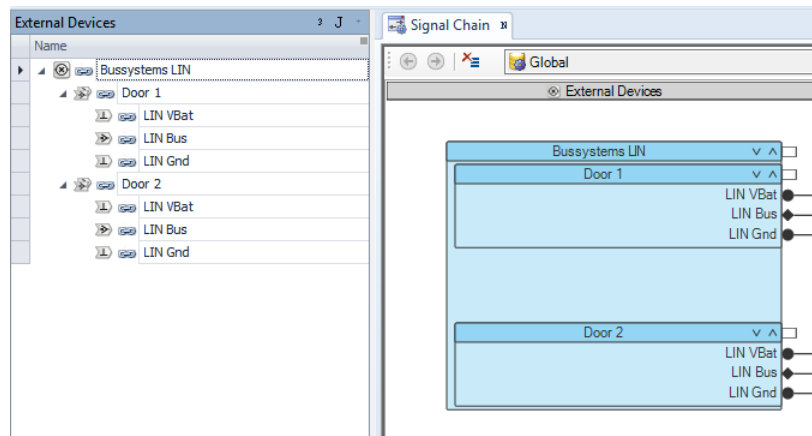 External Devices
Name
Bussystems LIN
Door 1
LIN VBat
LIN Bus
LIN Gnd
Door 2
LIN VBat
LIN Bus
LIN Gnd
Signal Chain
Global
External Devices
Bussystems LIN
Door 1
LIN VBat
LIN Bus
LIN Gnd
Door 2
LIN VBat
LIN Bus
LIN Gnd